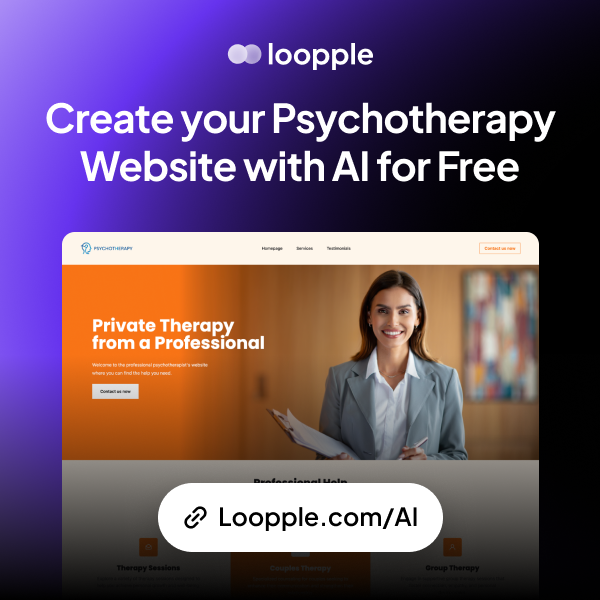 loopple
Create your Psychotherapy
Website with AI for Free
PSYCHOTHERAPY
Homepage Services Testimonials
Contact us now
Private Therapy
from a Professional
Welcome to the professional psychotherapist's website
where you can find the help you need.
Contact us now
Professional Help
Loopple.com/AI
Therapy Sessions
Couples Therapy
Group Therapy